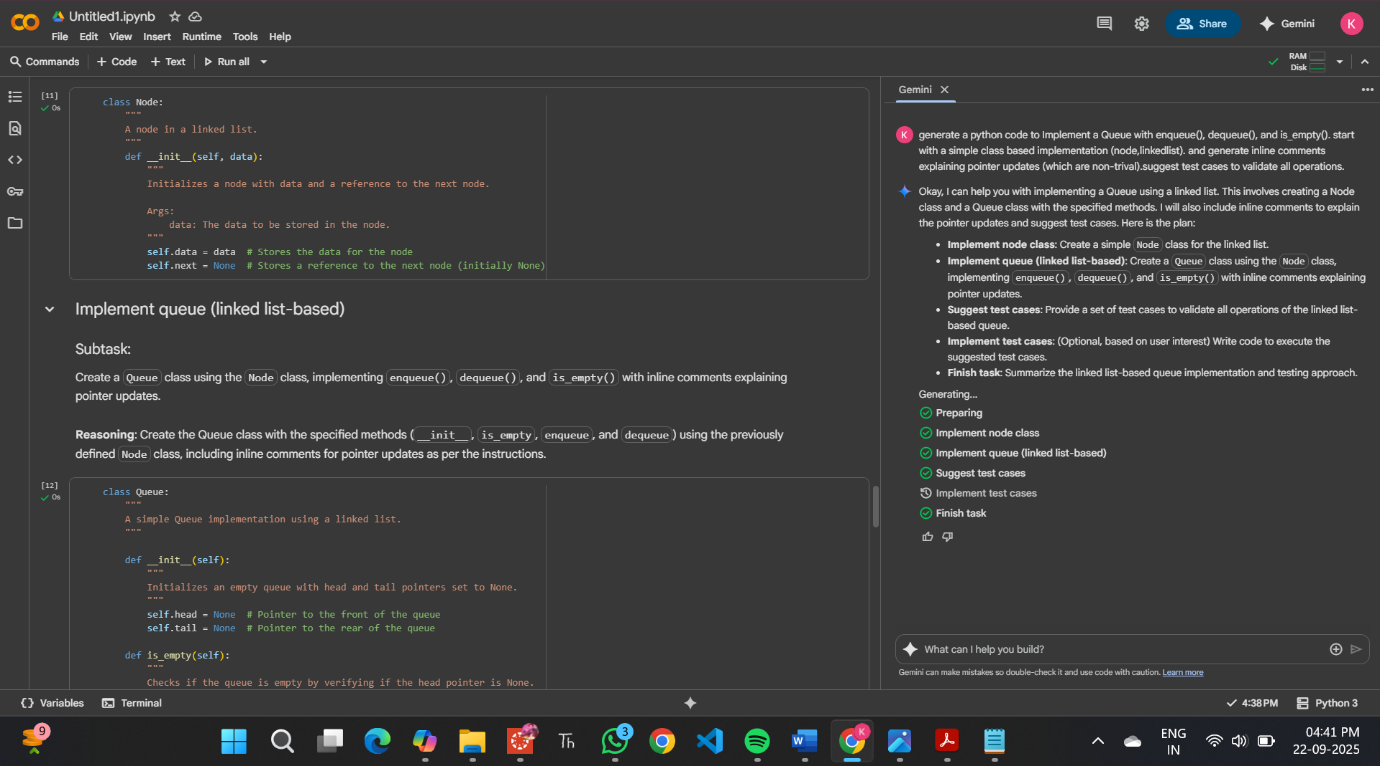 Untitled1.ipynb
File Edit View Insert Runtime Tools Help
Share
Gemini
K
Commands + Code + Text Run all
RAM
Disk
[11]
0s
class Node:
"""
A node in a linked list.
"""
def __init__(self, data):
"""
Initializes a node with data and a reference to the next node.
Args:
data: The data to be stored in the node.
"""
self.data = data # Stores the data for the node
self.next = None # Stores a reference to the next node (initially None)
Implement queue (linked list-based)
Subtask:
Create a Queue class using the Node class, implementing enqueue(), dequeue(), and is_empty() with inline comments explaining
pointer updates.
Reasoning: Create the Queue class with the specified methods (__init__, is_empty, enqueue, and dequeue) using the previously
defined Node class, including inline comments for pointer updates as per the instructions.
[12]
0s
class Queue:
"""
A simple Queue implementation using a linked list.
"""
def __init__(self):
"""
Initializes an empty queue with head and tail pointers set to None.
"""
self.head = None # Pointer to the front of the queue
self.tail = None # Pointer to the rear of the queue
def is_empty(self):
"""
Checks if the queue is empty by verifying if the head pointer is None.
Gemini
K
generate a python code to Implement a Queue with enqueue(), dequeue(), and is_empty(). start
with a simple class based implementation (node,linkedlist). and generate inline comments
explaining pointer updates (which are non-trival).suggest test cases to validate all operations.
Okay, I can help you with implementing a Queue using a linked list. This involves creating a Node
class and a Queue class with the specified methods. I will also include inline comments to explain
the pointer updates and suggest test cases. Here is the plan:
• Implement node class: Create a simple Node class for the linked list.
• Implement queue (linked list-based): Create a Queue class using the Node class,
implementing enqueue(), dequeue(), and is_empty() with inline comments explaining
pointer updates.
• Suggest test cases: Provide a set of test cases to validate all operations of the linked list-
based queue.
• Implement test cases: (Optional, based on user interest) Write code to execute the
suggested test cases.
• Finish task: Summarize the linked list-based queue implementation and testing approach.
Generating...
Preparing
Implement node class
Implement queue (linked list-based)
Suggest test cases
Implement test cases
Finish task
What can I help you build?
Gemini can make mistakes so double-check it and use code with caution. Learn more
Variables Terminal
4:38 PM Python 3
9
Th
3
K
ENG
IN
04:41 PM
22-09-2025